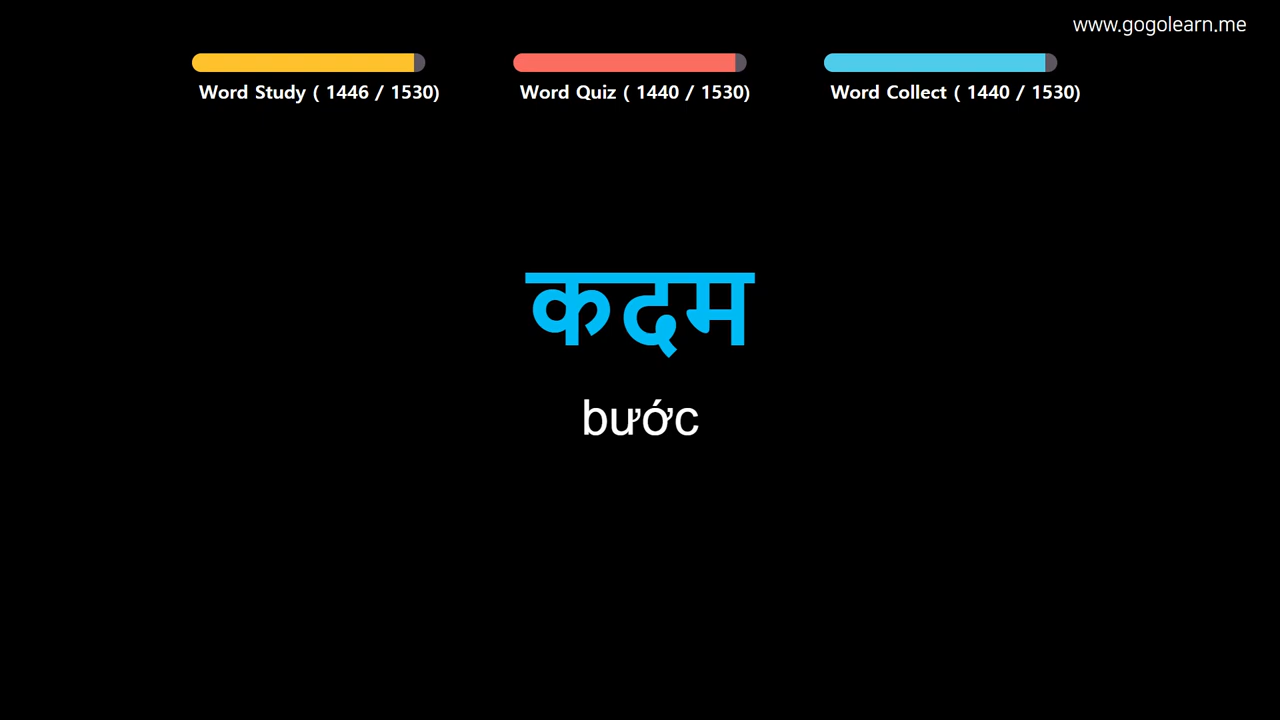 www.gogolearn.me
Word Study ( 1446 / 1530)
Word Quiz ( 1440 / 1530)
Word Collect ( 1440 / 1530)
कदम
bước